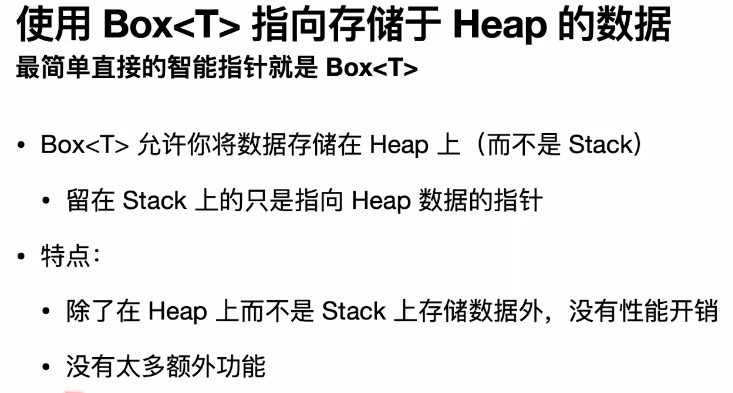 使用 Box<T> 指向存储于 Heap 的数据
最简单直接的智能指针就是 Box<T>
• Box<T> 允许你将数据存储在 Heap 上（而不是 Stack）
• 留在 Stack 上的只是指向 Heap 数据的指针
• 特点：
• 除了在 Heap 上而不是 Stack 上存储数据外，没有性能开销
• 没有太多额外功能